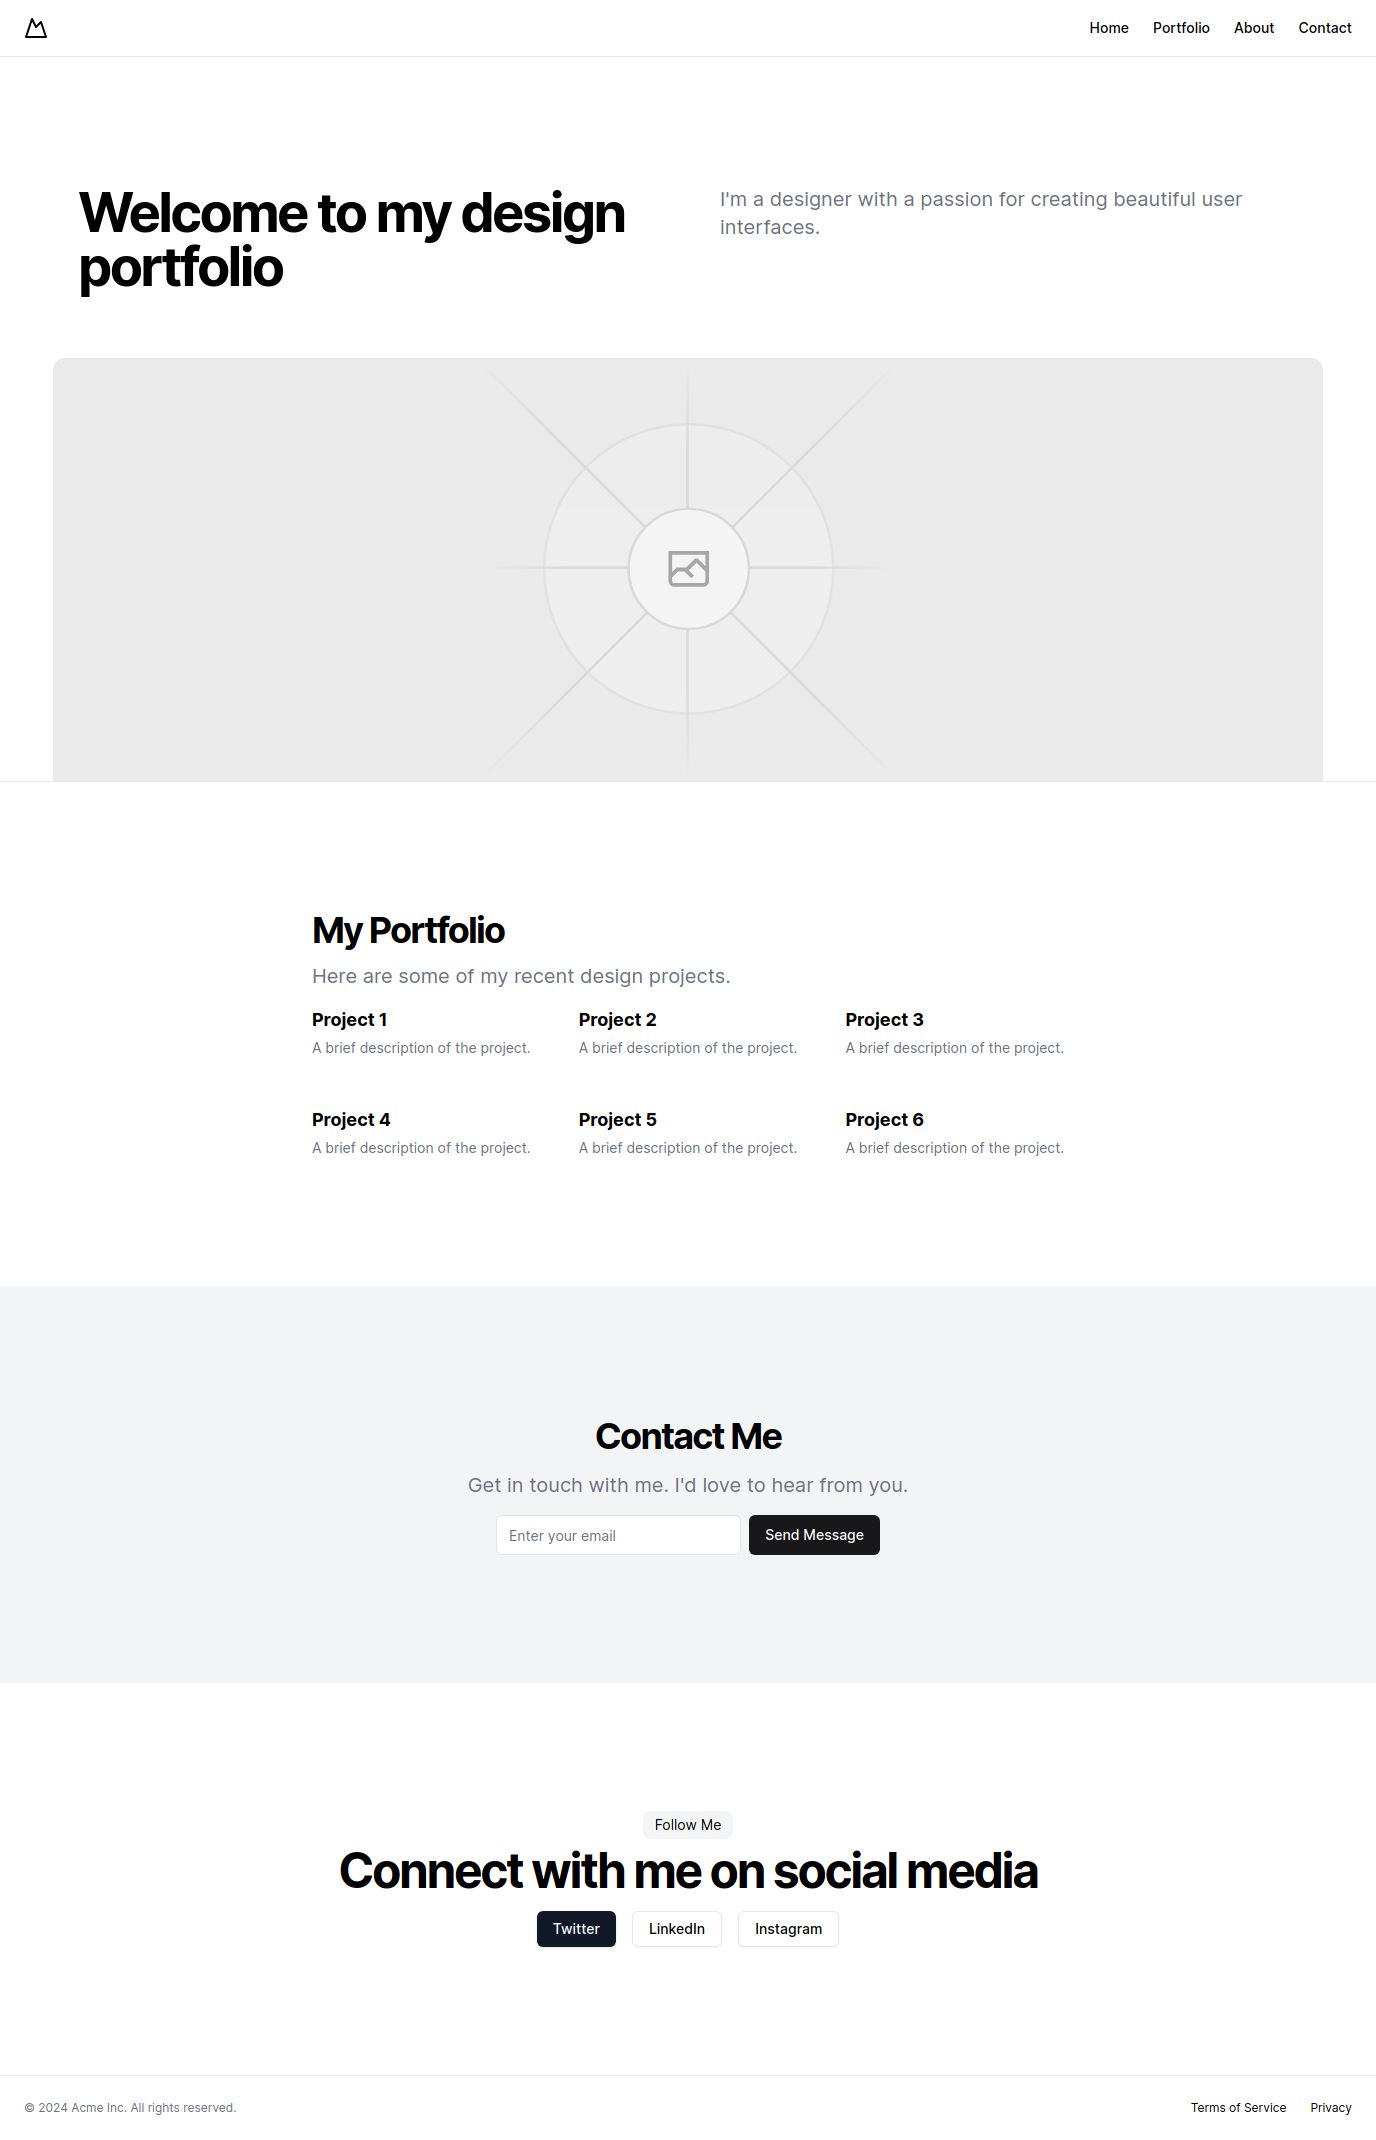 Home Portfolio About Contact
Welcome to my design
portfolio
I'm a designer with a passion for creating beautiful user
interfaces.
My Portfolio
Here are some of my recent design projects.
Project 1
A brief description of the project.
Project 2
A brief description of the project.
Project 3
A brief description of the project.
Project 4
A brief description of the project.
Project 5
A brief description of the project.
Project 6
A brief description of the project.
Contact Me
Get in touch with me. I'd love to hear from you.
Enter your email
Send Message
Follow Me
Connect with me on social media
Twitter
LinkedIn
Instagram
© 2024 Acme Inc. All rights reserved.
Terms of Service
Privacy